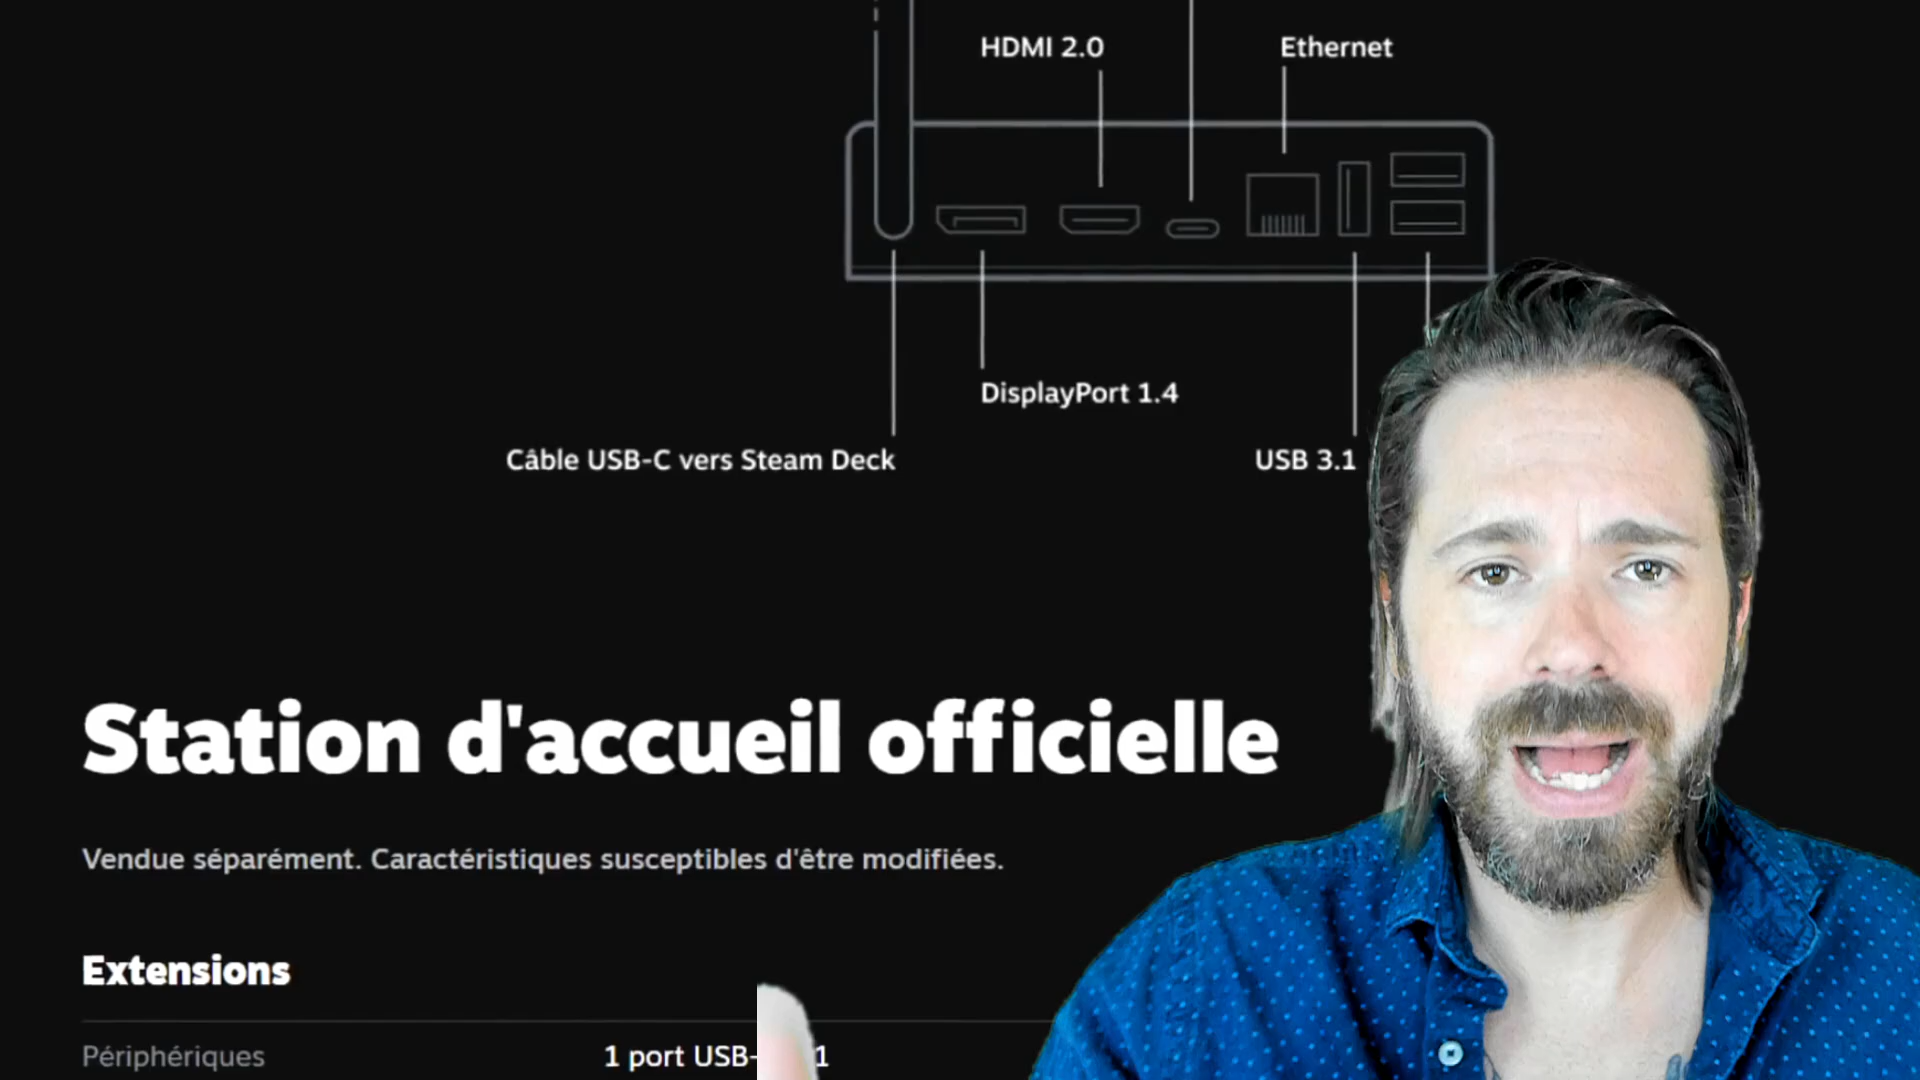 HDMI 2.0
Ethernet
DisplayPort 1.4
Câble USB-C vers Steam Deck
USB 3.1
Station d'accueil officielle
Vendue séparément. Caractéristiques susceptibles d'être modifiées.
Extensions
Périphériques
1 port USB- 1